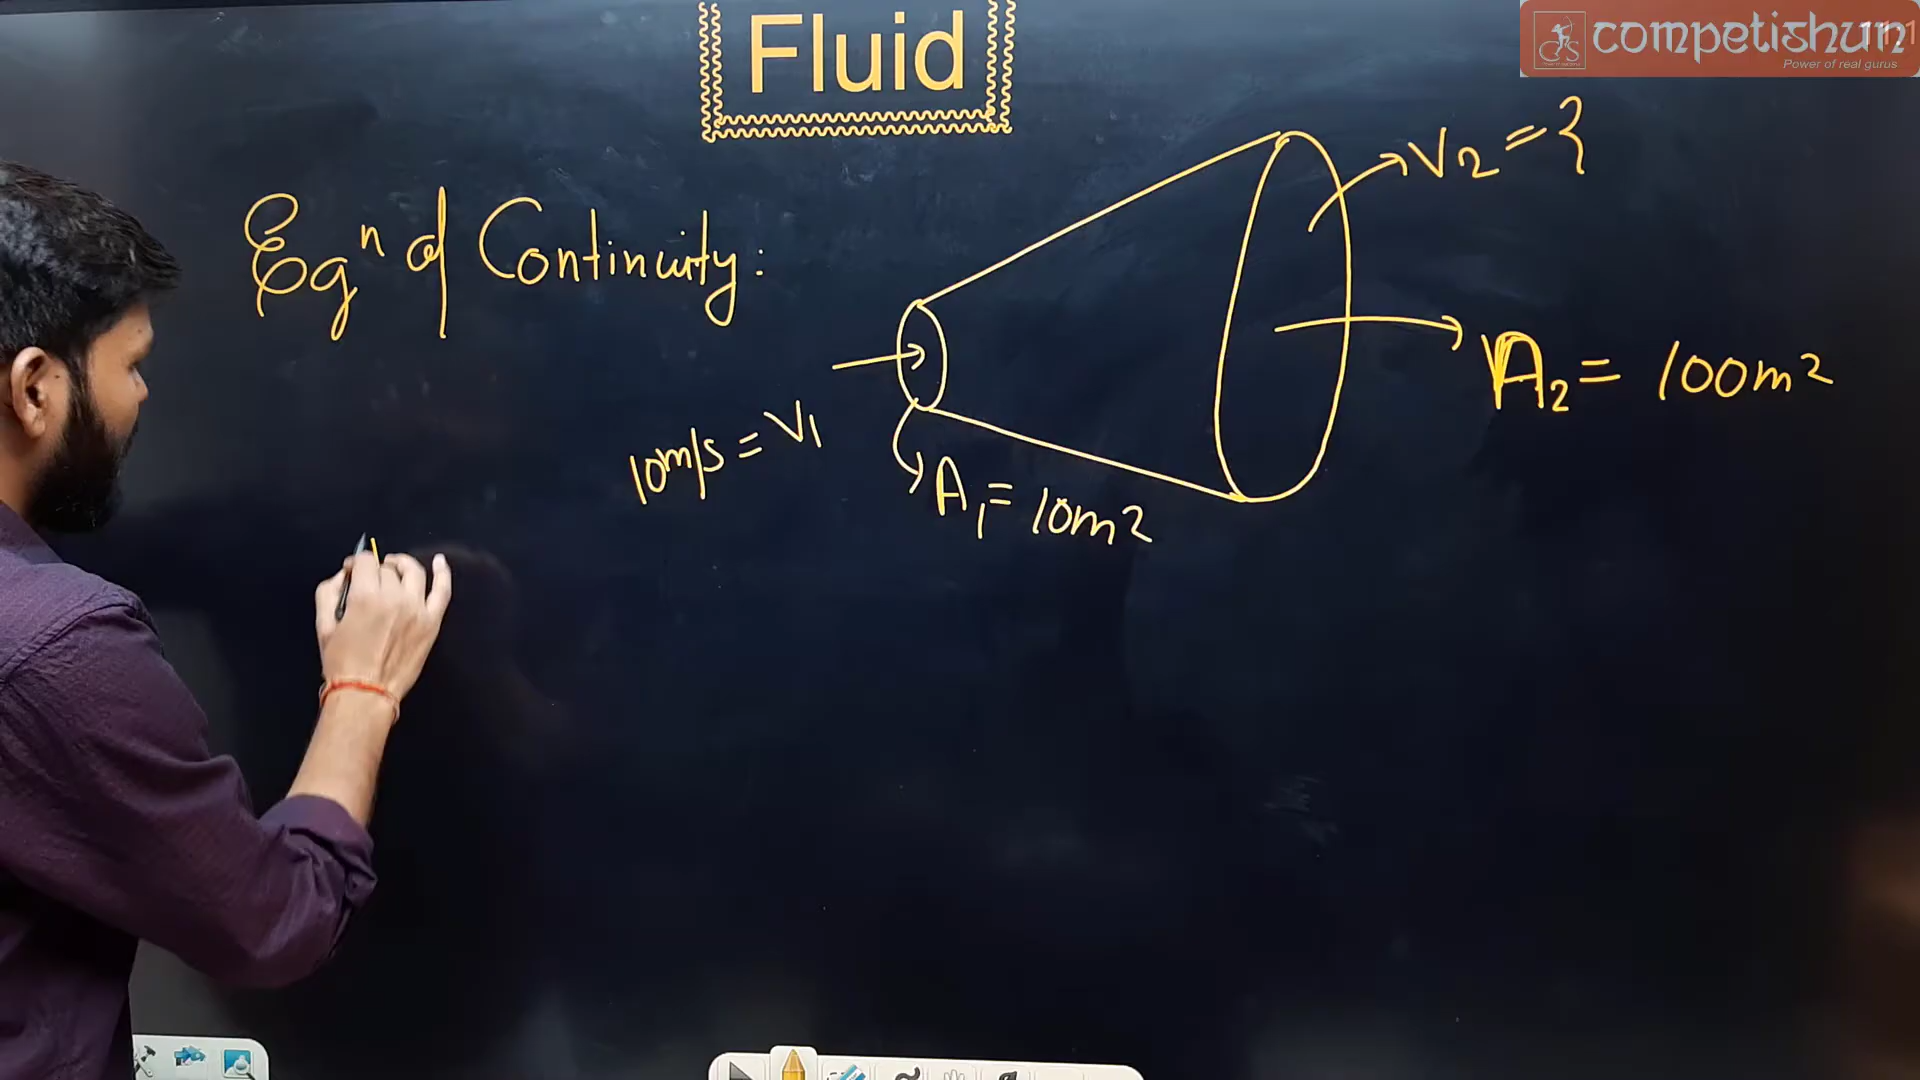 Fluid
competishun
Power of real gurus
Eqⁿ of Continuity:
V2 = ?
A2 = 100m2
10m/s = V1
A1 = 10m2